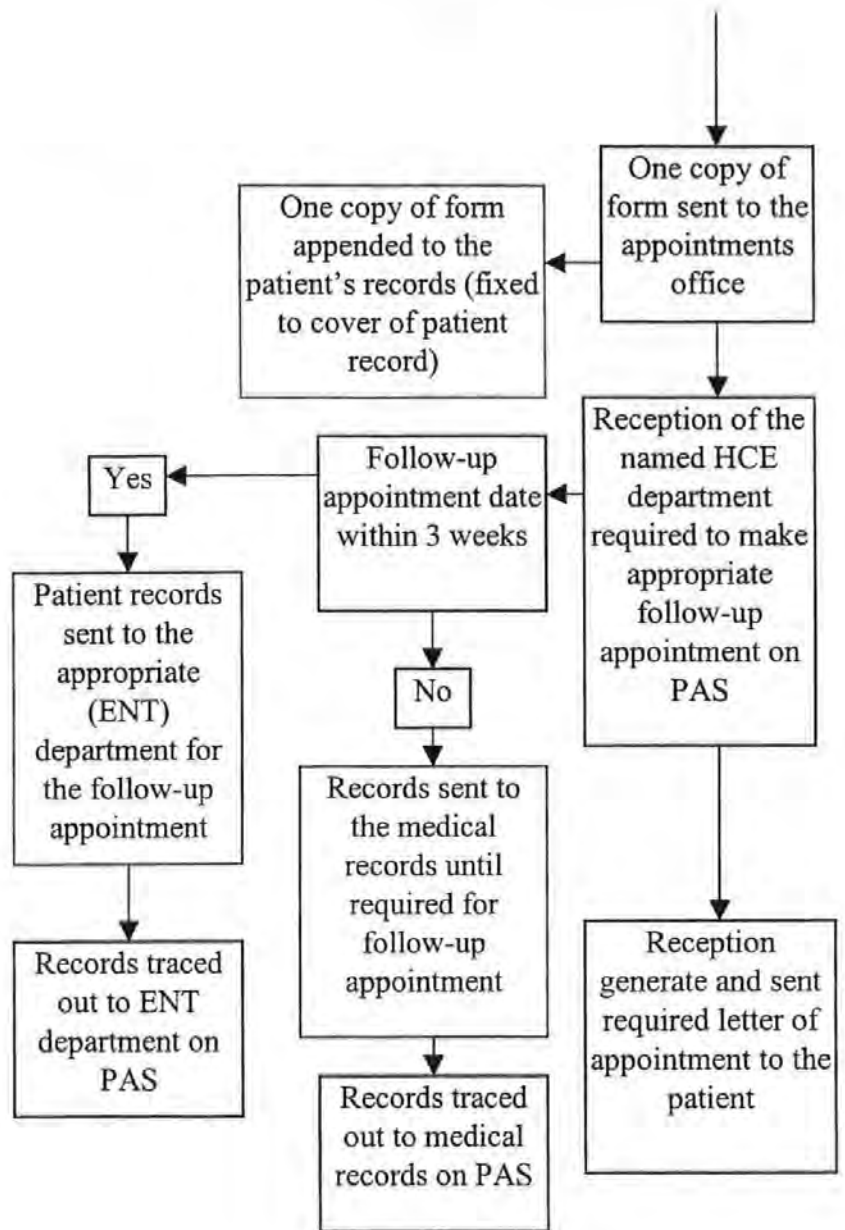 One copy of
form sent to the
appointments
office
One copy of form
appended to the
patient's records (fixed
to cover of patient
record)
Reception of the
named HCE
department
required to make
appropriate
follow-up
appointment on
PAS
Follow-up
appointment date
within 3 weeks
Yes
Patient records
sent to the
appropriate
(ENT)
department for
the follow-up
appointment
No
Records sent to
the medical
records until
required for
follow-up
appointment
Records traced
out to ENT
department on
PAS
Reception
generate and sent
required letter of
appointment to the
patient
Records traced
out to medical
records on PAS